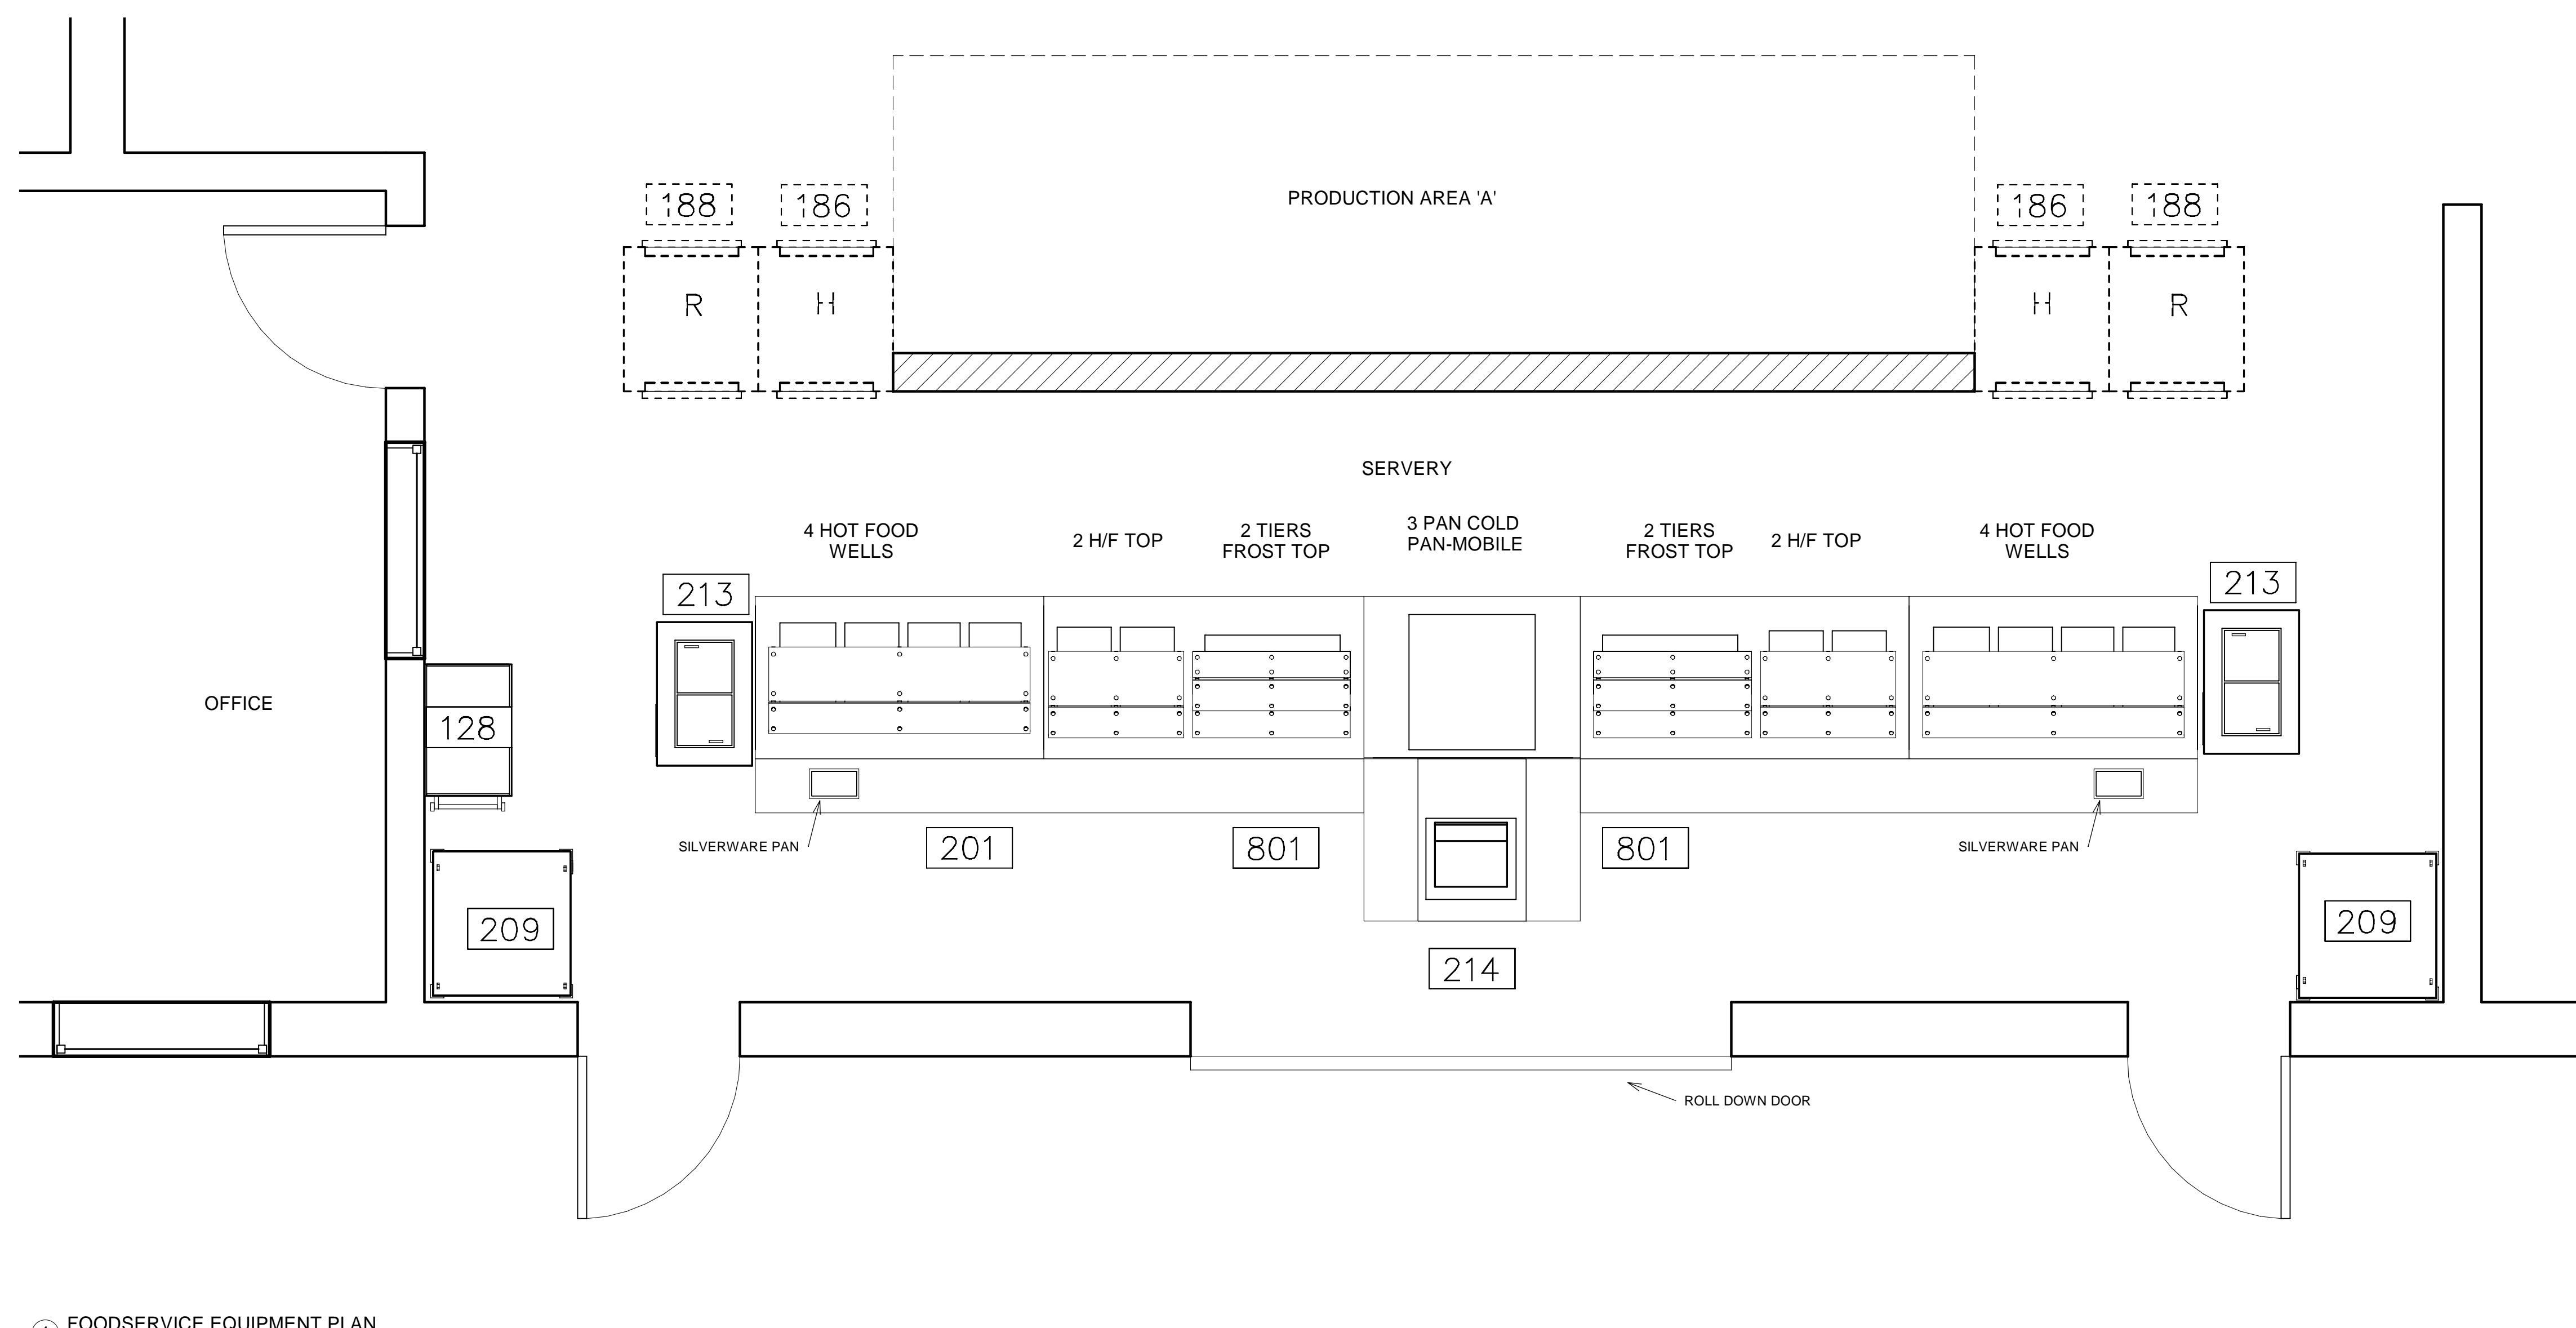 188
186
PRODUCTION AREA 'A'
186
188
R
H
H
R
SERVERY
4 HOT FOOD
WELLS
2 H/F TOP
2 TIERS
FROST TOP
3 PAN COLD
PAN-MOBILE
2 TIERS
FROST TOP
2 H/F TOP
4 HOT FOOD
WELLS
213
213
OFFICE
128
SILVERWARE PAN
201
801
801
SILVERWARE PAN
209
209
214
ROLL DOWN DOOR
FOODSERVICE EQUIPMENT PLAN